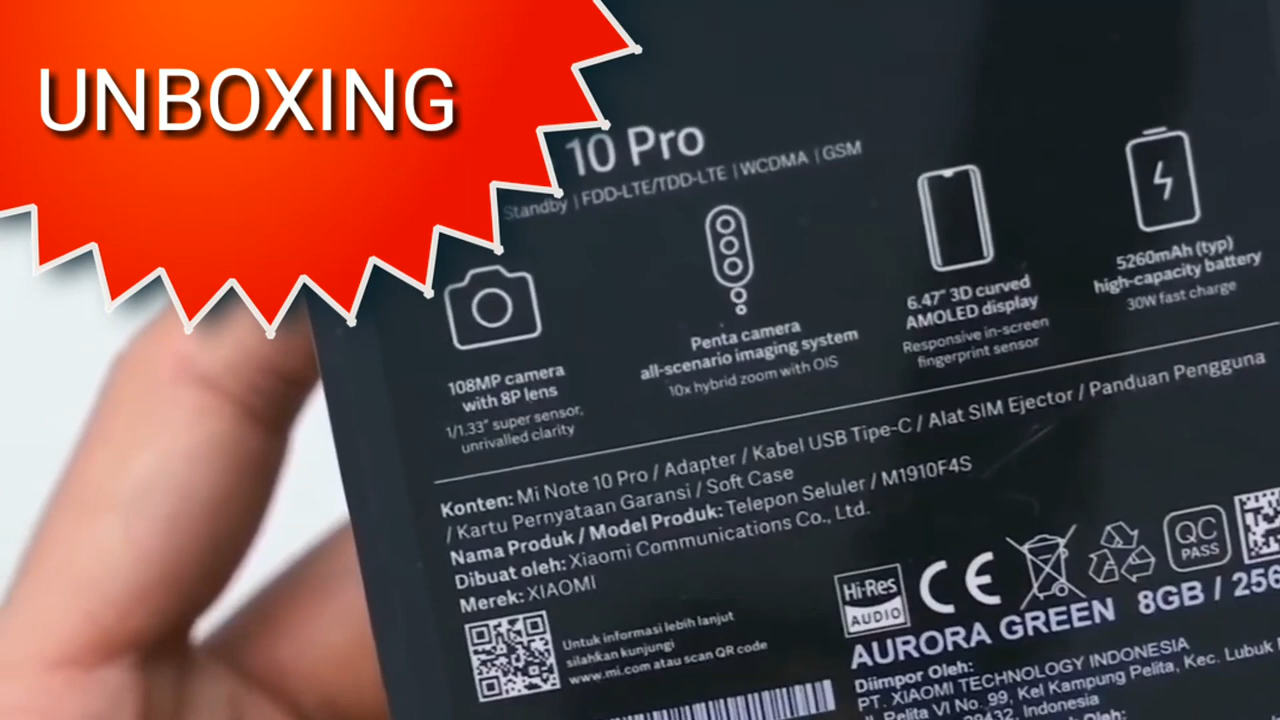 UNBOXING
10 Pro
Standby | FDD-LTE/TDD-LTE | WCDMA | GSM
108MP camera
with 8P lens
1/1.33" super sensor,
unrivalled clarity
Penta camera
all-scenario imaging system
10x hybrid zoom with OIS
6.47" 3D curved
AMOLED display
Responsive in-screen
fingerprint sensor
5260mAh (typ)
high-capacity battery
30W fast charge
Konten: Mi Note 10 Pro / Adapter / Kabel USB Tipe-C / Alat SIM Ejector / Panduan Pengguna
/ Kartu Pernyataan Garansi / Soft Case
Nama Produk / Model Produk: Telepon Seluler / M1910F4S
Dibuat oleh: Xiaomi Communications Co., Ltd.
Merek: XIAOMI
Untuk informasi lebih lanjut
silahkan kunjungi
www.mi.com atau scan QR code
Hi-Res
AUDIO
CE
QC
PASS
AURORA GREEN 8GB / 256
Diimpor Oleh:
PT. XIAOMI TECHNOLOGY INDONESIA
Jl. Pelita VI No. 99, Kel Kampung Pelita, Kec. Lubuk
29432, Indonesia
Oleh: